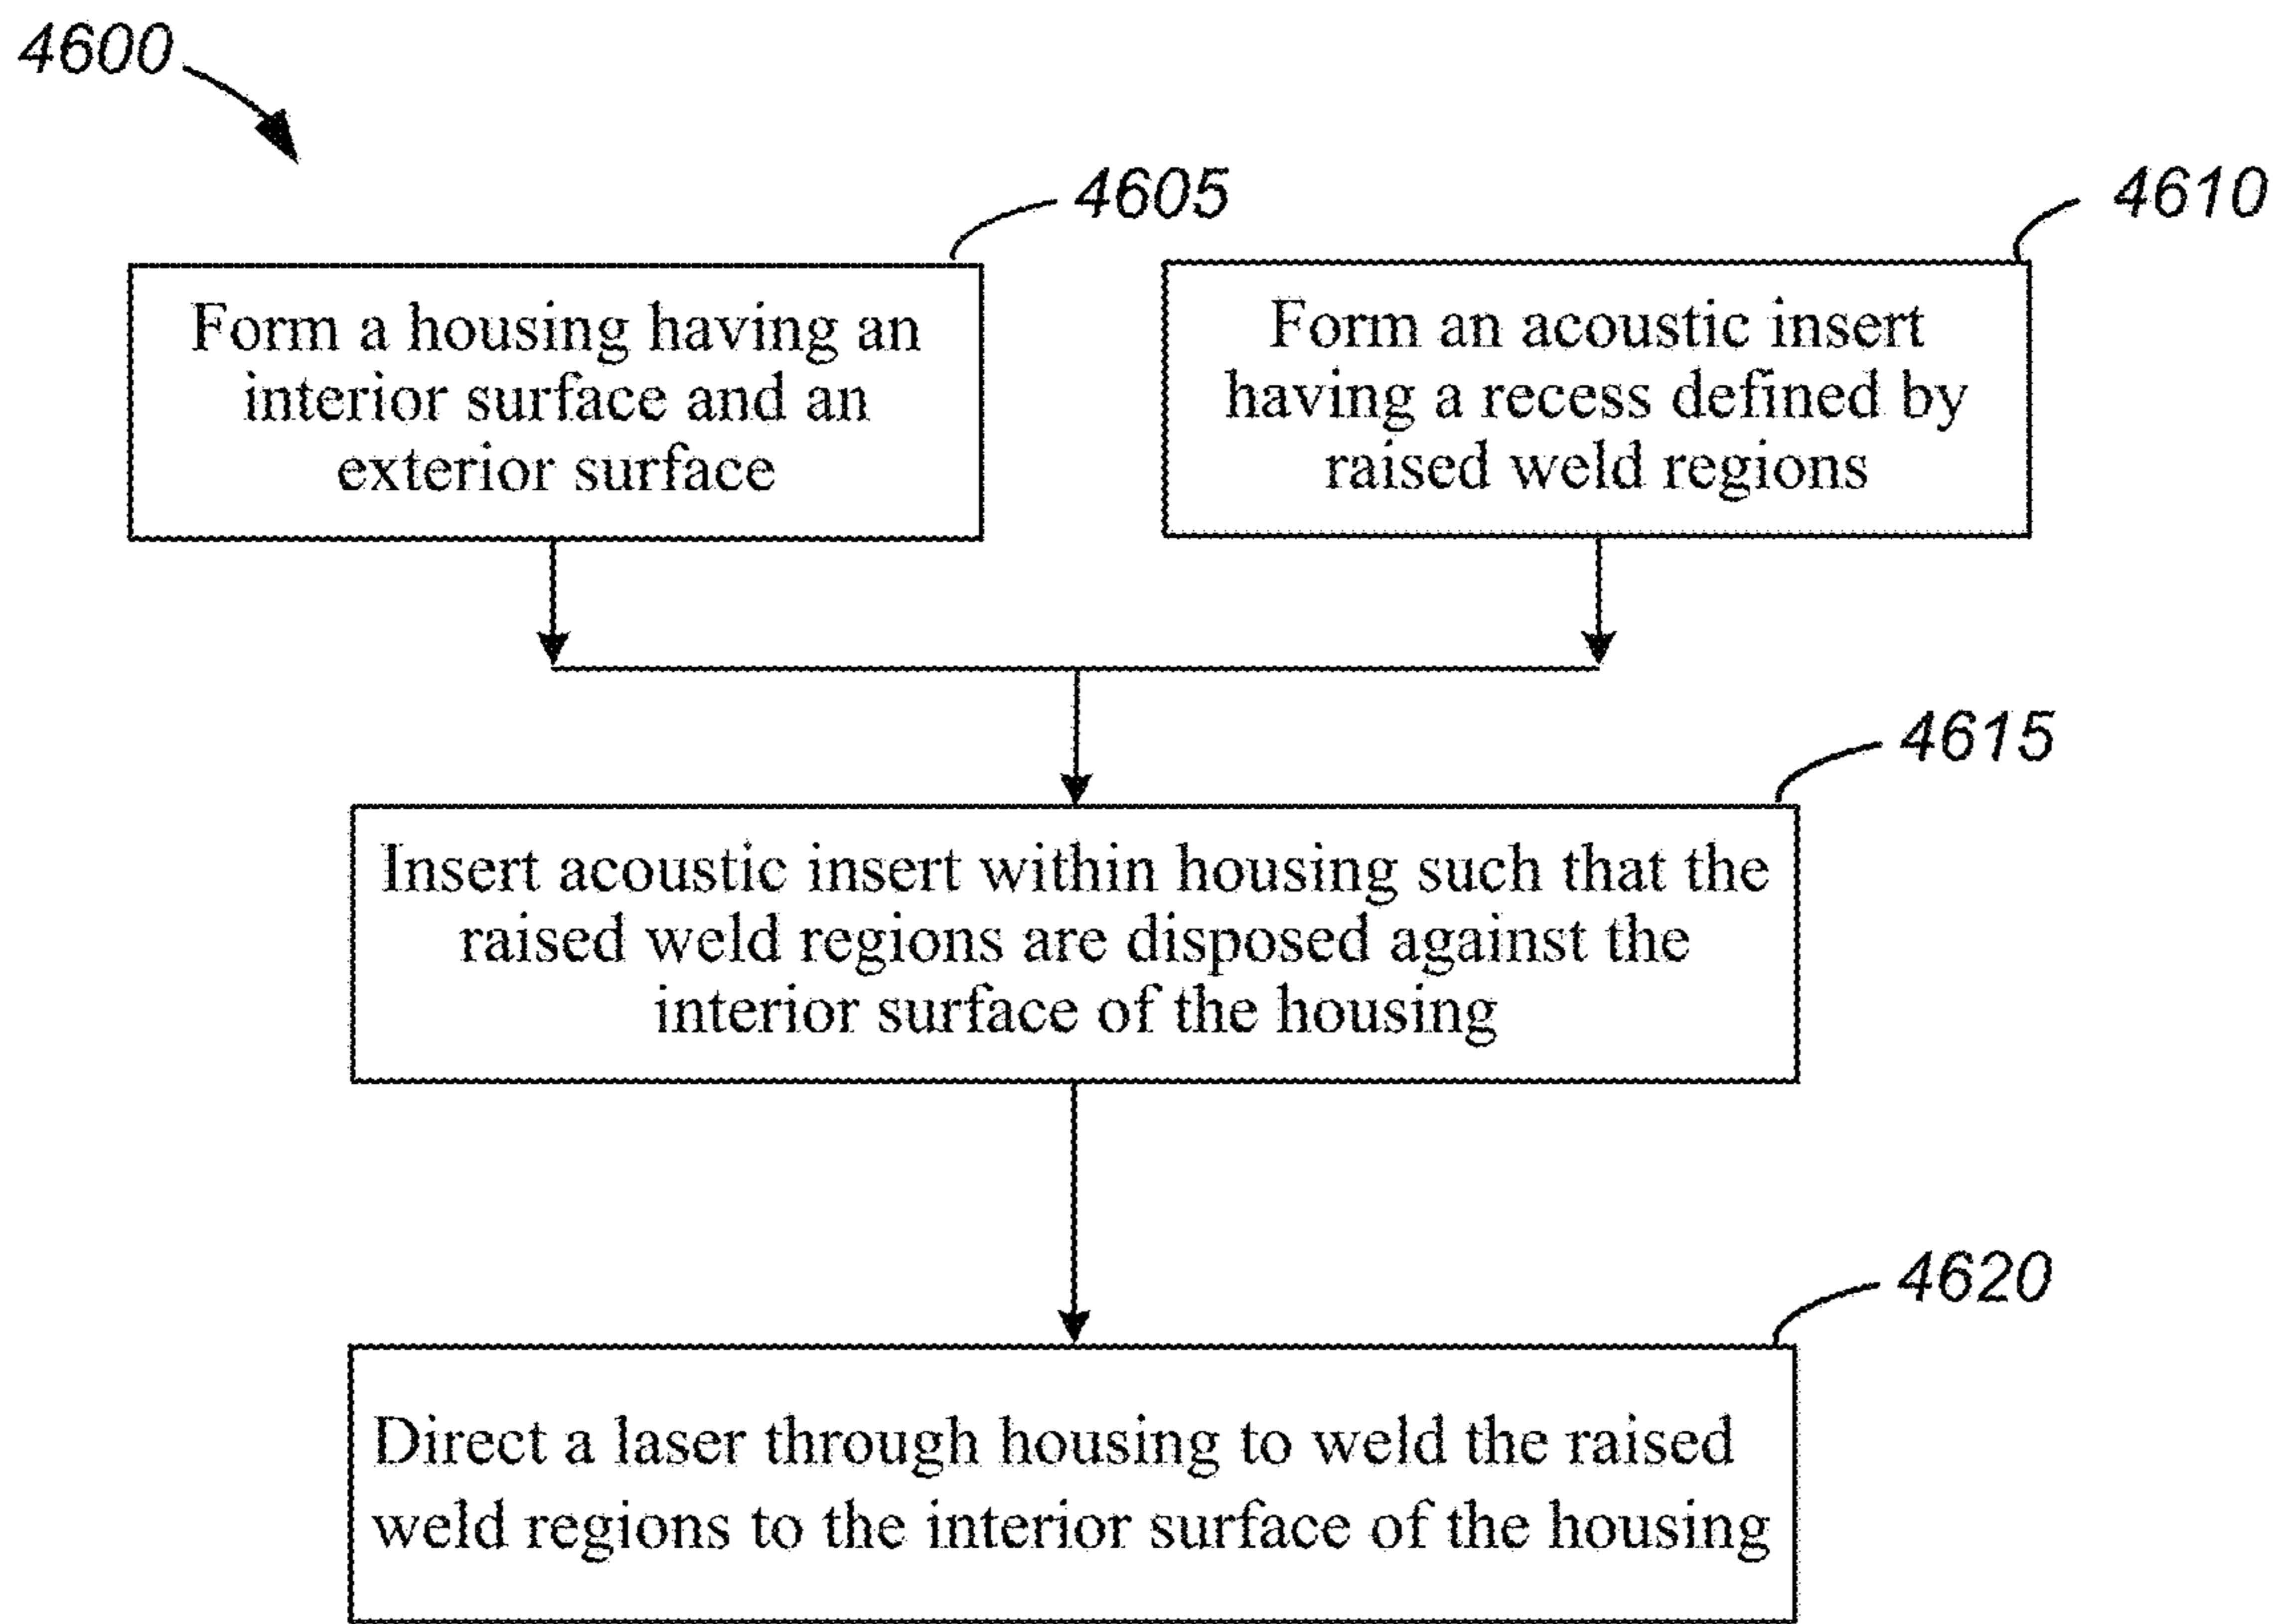 4600
4605
4610
Form a housing having an
interior surface and an
exterior surface
Form an acoustic insert
having a recess defined by
raised weld regions
4615
Insert acoustic insert within housing such that the
raised weld regions are disposed against the
interior surface of the housing
4620
Direct a laser through housing to weld the raised
weld regions to the interior surface of the housing